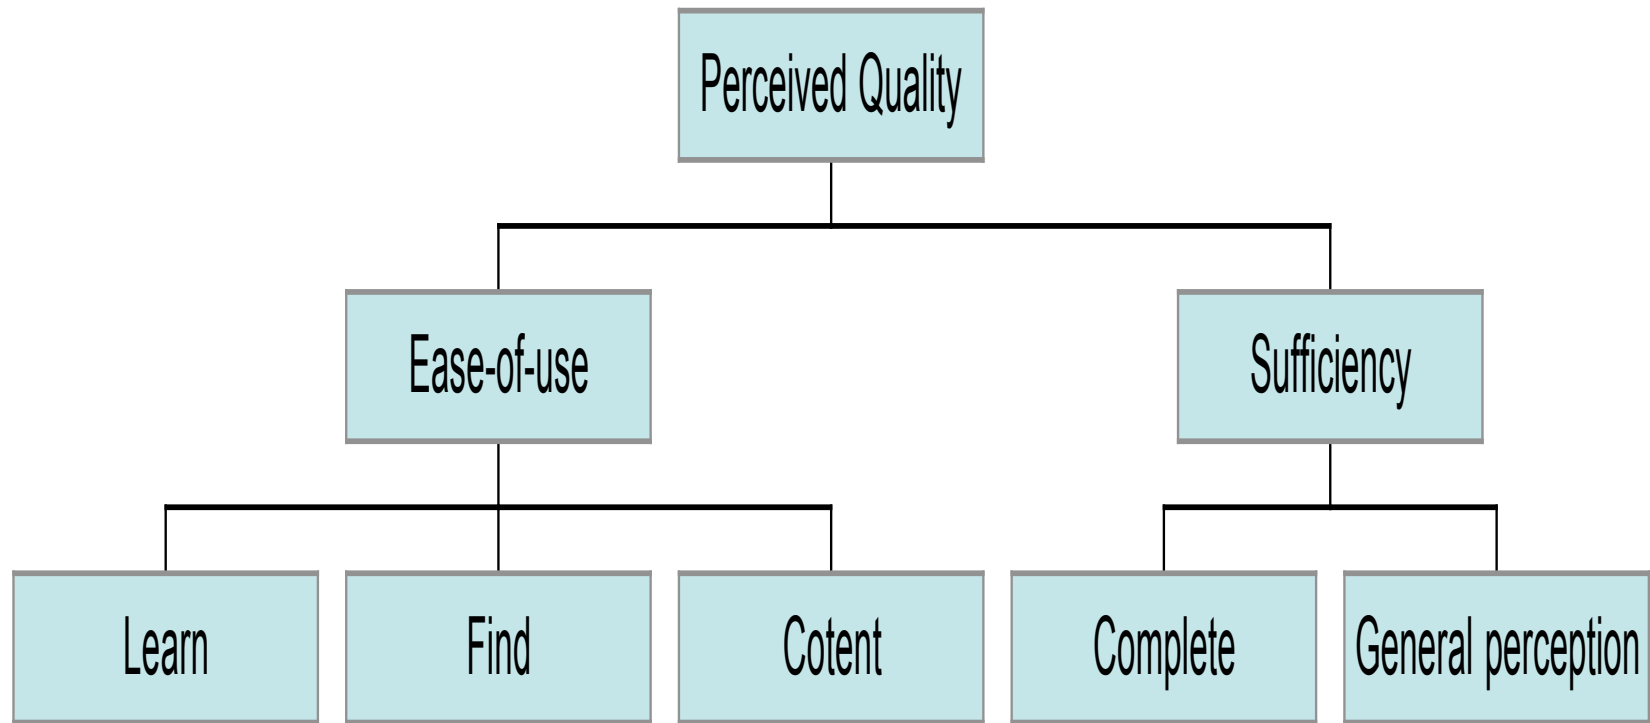 Perceived Quality
Ease-of-use
Sufficiency
Learn
Find
Cotent
Complete
General perception